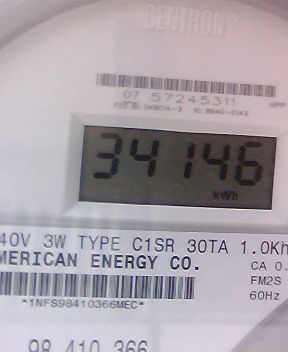 CENTRON®
07 57245311
34146
kWh
40V 3W TYPE C1SR 30TA 1.0Kh
MERICAN ENERGY CO.
CA 0.
FM2S
*1NFS98410366MEC*
60Hz
98 410 366